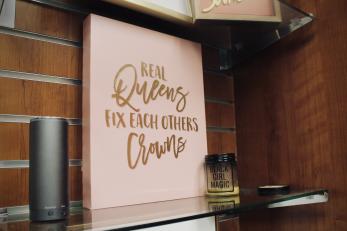 REAL
Queens
FIX EACH OTHERS
Crowns
BLACK
GIRL
MAGIC